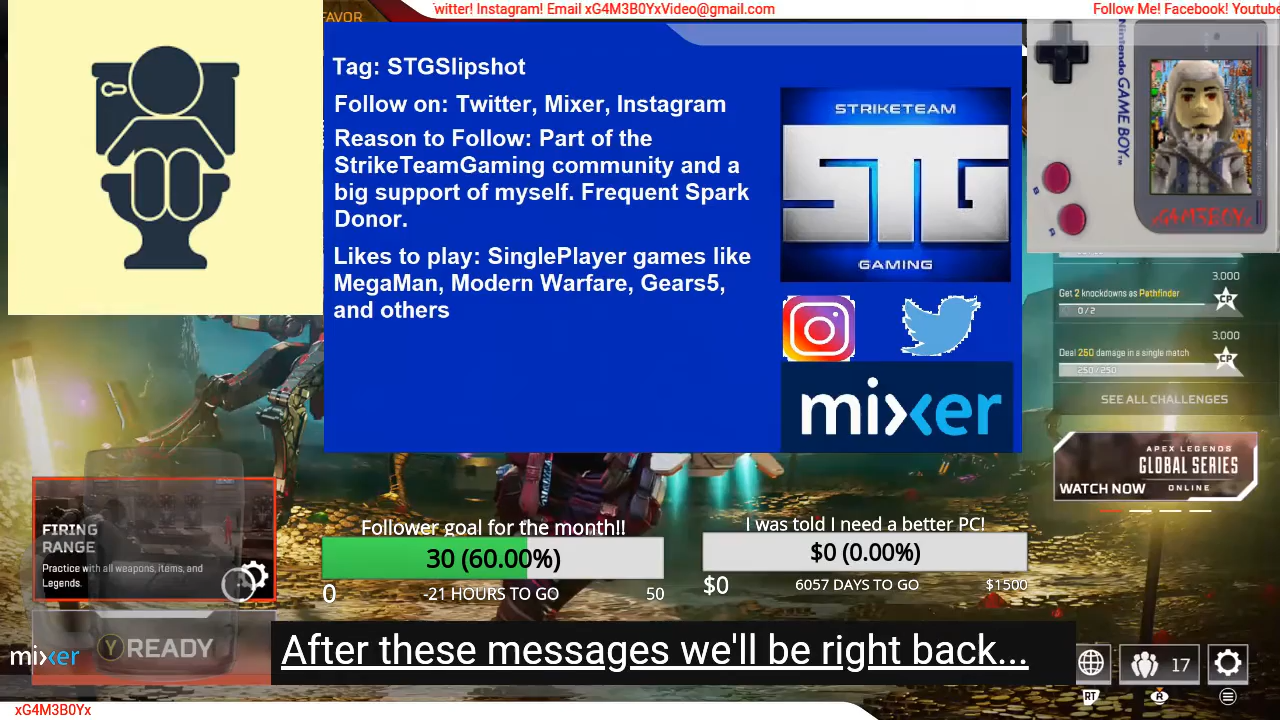 FAVOR
witter! Instagram! Email xG4M3B0YxVideo@gmail.com
Follow Me! Facebook! Youtube
Tag: STGSlipshot
Follow on: Twitter, Mixer, Instagram
Reason to Follow: Part of the
StrikeTeamGaming community and a
big support of myself. Frequent Spark
Donor.
Likes to play: SinglePlayer games like
MegaMan, Modern Warfare, Gears5,
and others
STRIKETEAM
STG
GAMING
mixer
Nintendo GAME BOY™
B
A
xG4M3B0Yx
3,000
Get 2 knockdowns as Pathfinder
CP
0/2
3,000
Deal 250 damage in a single match
CP
250/250
SEE ALL CHALLENGES
APEX LEGENDS
GLOBAL SERIES
ONLINE
WATCH NOW
FIRING
RANGE
Practice with all weapons, items, and
Legends.
Y READY
Follower goal for the month!!
30 (60.00%)
0
-21 HOURS TO GO
50
I was told I need a better PC!
$0 (0.00%)
$0
6057 DAYS TO GO
$1500
mixer
After these messages we'll be right back...
17
RT
R
xG4M3B0Yx